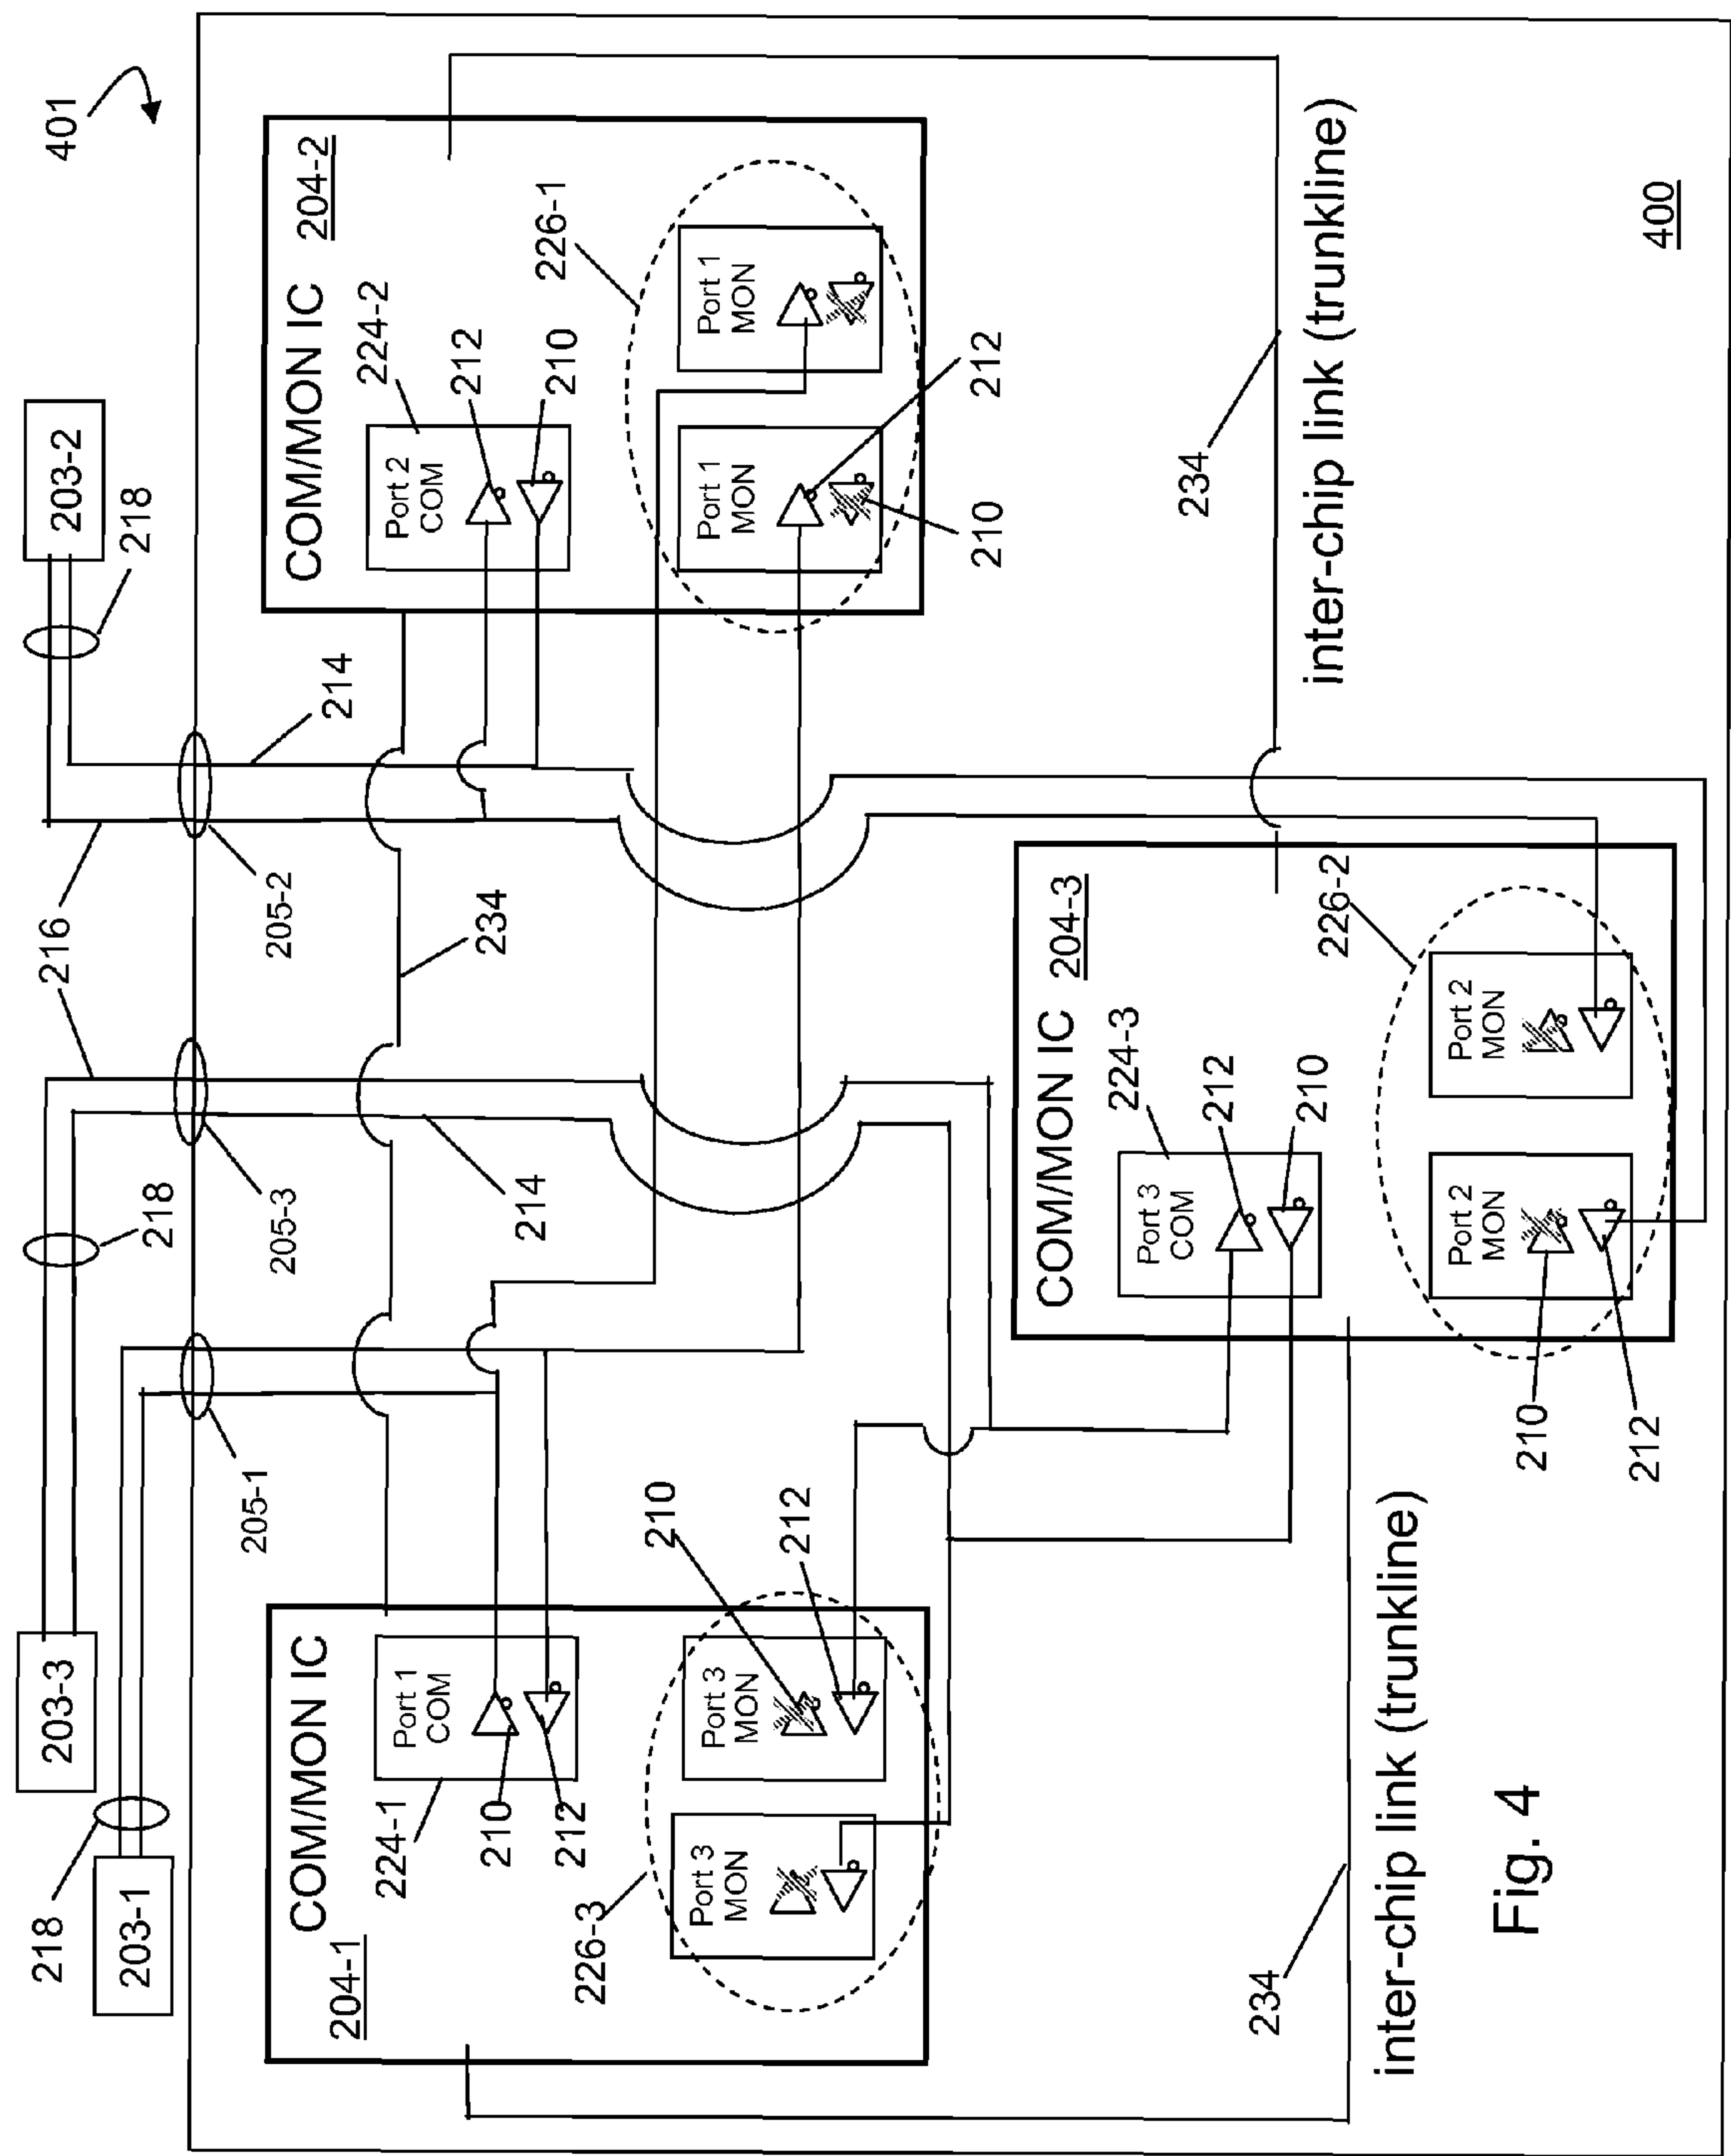 401
203-1
203-3
203-2
218
218
218
216
214
214
205-1
205-3
205-2
234
COM/MON IC
204-1
Port 1
COM
224-1
210
212
226-3
Port 3
MON
Port 3
MON
210
212
COM/MON IC
204-2
Port 2
COM
224-2
212
210
226-1
Port 1
MON
Port 1
MON
212
210
COM/MON IC
204-3
Port 3
COM
224-3
212
210
226-2
Port 2
MON
Port 2
MON
210
212
234
inter-chip link (trunkline)
234
inter-chip link (trunkline)
400
Fig. 4